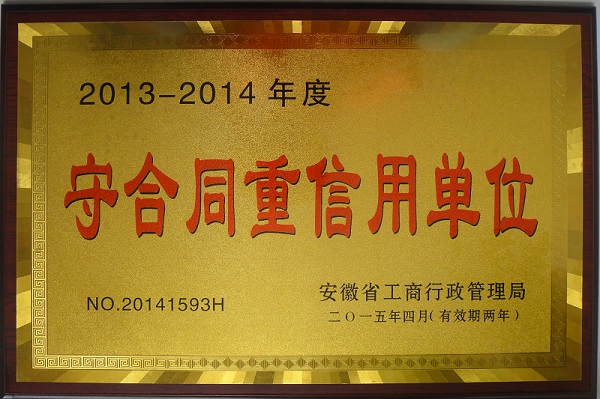 2013-2014 年度
守合同重信用单位
NO.20141593H
安徽省工商行政管理局
二〇一五年四月(有效期两年)